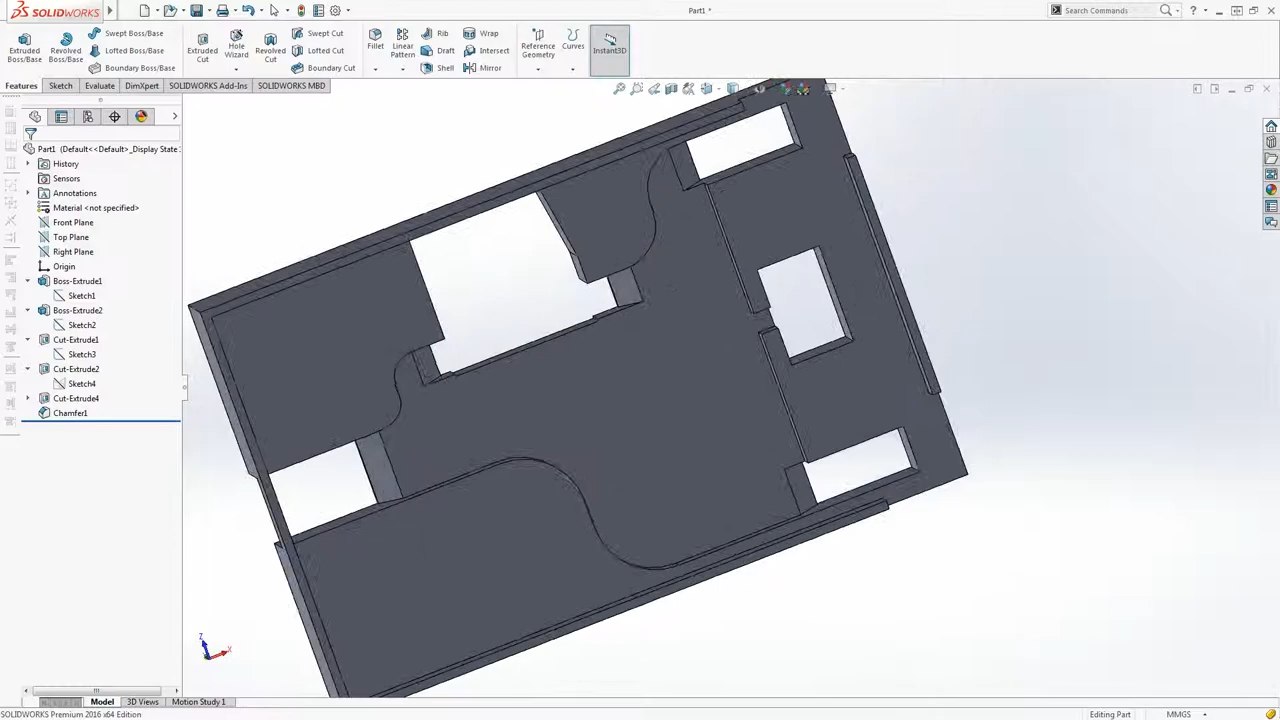 SOLIDWORKS
Part1 *
Search Commands
Extruded Boss/Base
Revolved Boss/Base
Swept Boss/Base
Lofted Boss/Base
Boundary Boss/Base
Extruded Cut
Hole Wizard
Revolved Cut
Swept Cut
Lofted Cut
Boundary Cut
Fillet
Linear Pattern
Rib
Draft
Shell
Wrap
Intersect
Mirror
Reference Geometry
Curves
Instant3D
Features
Sketch
Evaluate
DimXpert
SOLIDWORKS Add-Ins
SOLIDWORKS MBD
Part1 (Default<<Default>_Display State
History
Sensors
Annotations
Material <not specified>
Front Plane
Top Plane
Right Plane
Origin
Boss-Extrude1
Sketch1
Boss-Extrude2
Sketch2
Cut-Extrude1
Sketch3
Cut-Extrude2
Sketch4
Cut-Extrude4
Chamfer1
Z
X
Model
3D Views
Motion Study 1
SOLIDWORKS Premium 2016 x64 Edition
Editing Part
MMGS